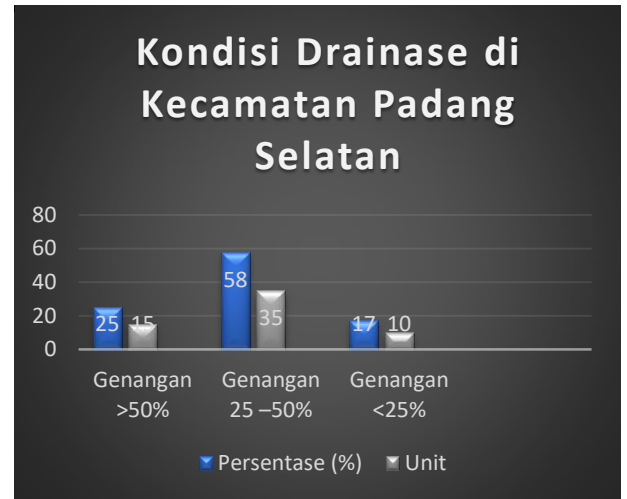 Kondisi Drainase di
Kecamatan Padang
Selatan
80
60
40
20
0
25
15
58
35
17
10
Genangan
>50%
Genangan
25 –50%
Genangan
<25%
Persentase (%)
Unit